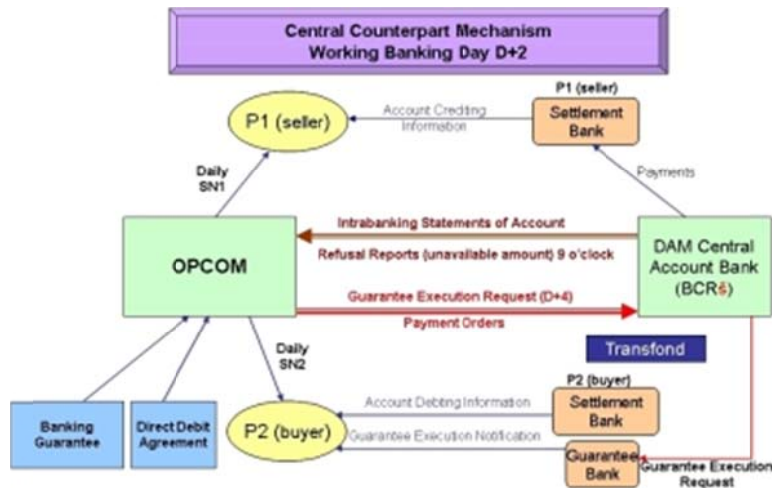 Central Counterpart Mechanism
Working Banking Day D+2
P1 (seller)
P1 (seller)
Account Crediting
Information
Settlement
Bank
Daily
SN1
Payments
OPCOM
Intrabanking Statements of Account
Refusal Reports (unavailable amount) 9 o'clock
Guarantee Execution Request (D+4)
Payment Orders
DAM Central
Account Bank
Transfond
Daily
SN2
P2 (buyer)
Account Debiting Information
Settlement
Bank
Banking
Guarantee
Direct Debit
Agreement
P2 (buyer)
Guarantee Execution Notification
Guarantee
Bank
Guarantee Execution
Request